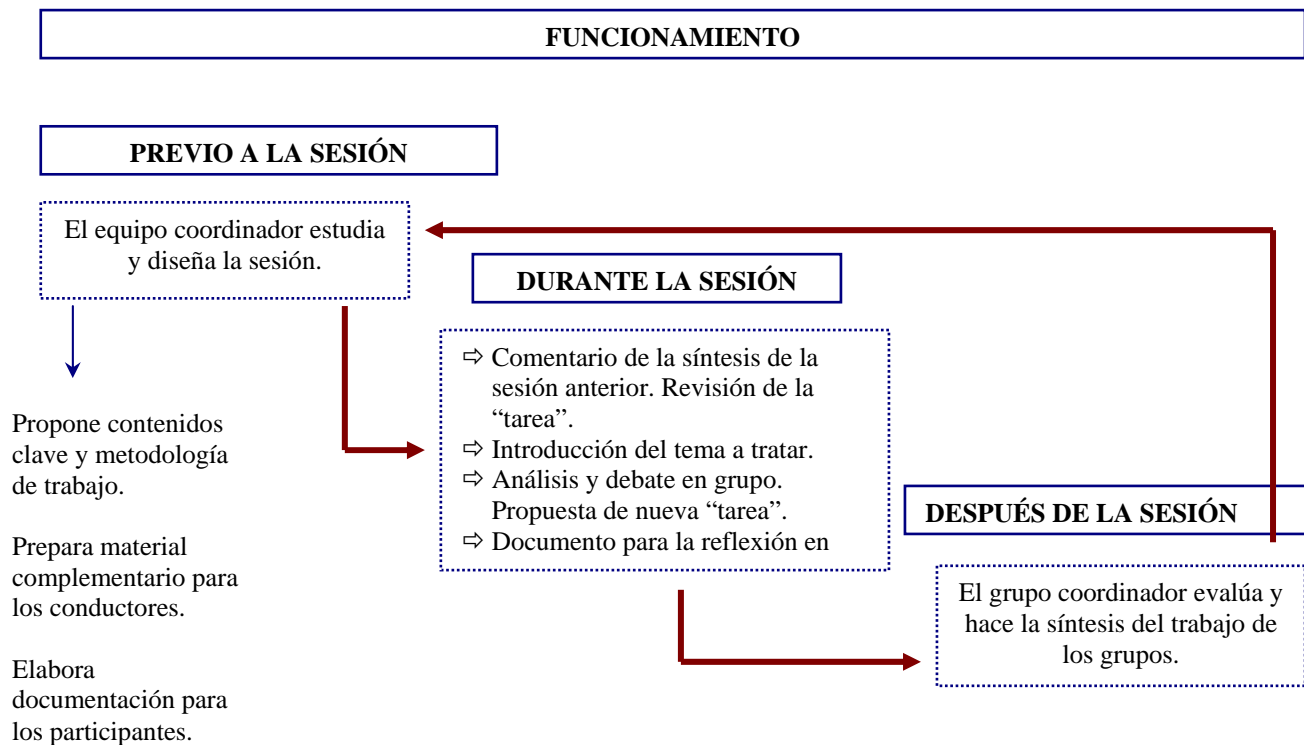 FUNCIONAMIENTO
PREVIO A LA SESIÓN
El equipo coordinador estudia
y diseña la sesión.
Propone contenidos
clave y metodología
de trabajo.
Prepara material
complementario para
los conductores.
Elabora
documentación para
los participantes.
DURANTE LA SESIÓN
⇨ Comentario de la síntesis de la
sesión anterior. Revisión de la
“tarea”.
⇨ Introducción del tema a tratar.
⇨ Análisis y debate en grupo.
Propuesta de nueva “tarea”.
⇨ Documento para la reflexión en
DESPUÉS DE LA SESIÓN
El grupo coordinador evalúa y
hace la síntesis del trabajo de
los grupos.